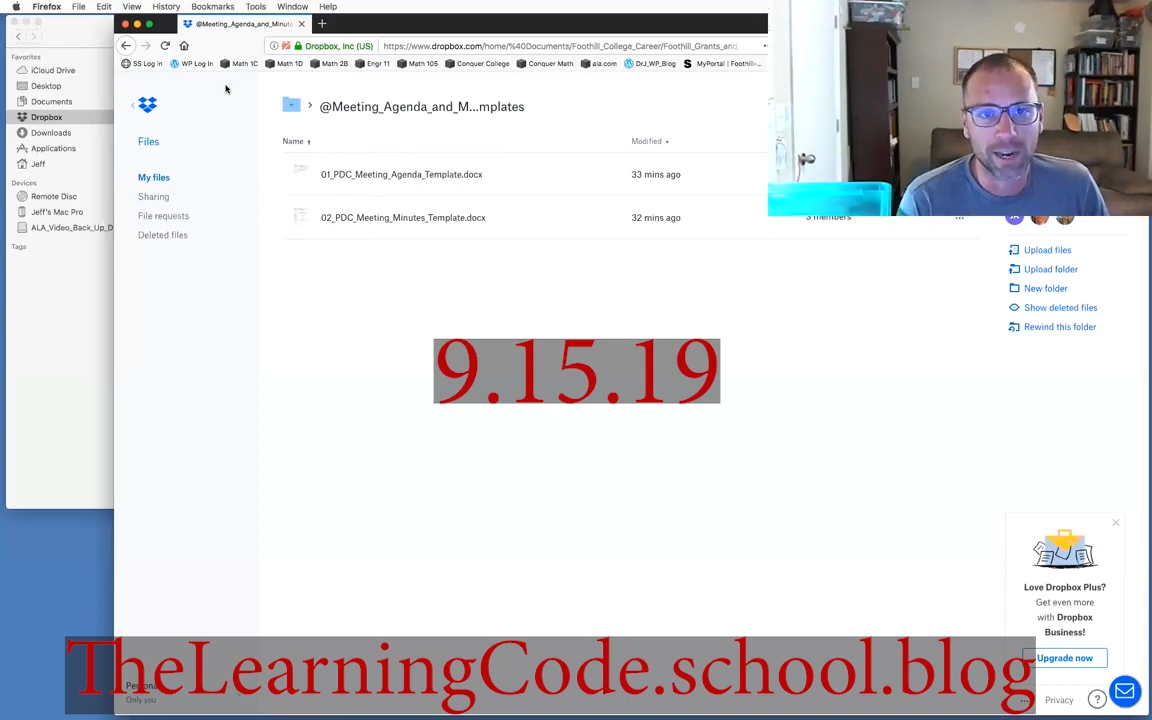 Firefox File Edit View History Bookmarks Tools Window Help
@Meeting_Agenda_and_Minute
Dropbox, Inc (US) https://www.dropbox.com/home/%40Documents/Foothill_College_Career/Foothill_Grants_and_
SS Log in WP Log In Math 1C Math 1D Math 2B Engr 11 Math 105 Conquer College Conquer Math ala.com DrJ_WP_Blog MyPortal | Foothill-...
Favorites
iCloud Drive
Desktop
Documents
Dropbox
Downloads
Applications
Jeff
Devices
Remote Disc
Jeff's Mac Pro
ALA_Video_Back_Up_D
Tags
Files
My files
Sharing
File requests
Deleted files
@Meeting_Agenda_and_M...mplates
Name Modified
01_PDC_Meeting_Agenda_Template.docx 33 mins ago
02_PDC_Meeting_Minutes_Template.docx 32 mins ago
3 members
Upload files
Upload folder
New folder
Show deleted files
Rewind this folder
9.15.19
Love Dropbox Plus?
Get even more
with Dropbox
Business!
Upgrade now
TheLearningCode.school.blog
Only you
Privacy
?